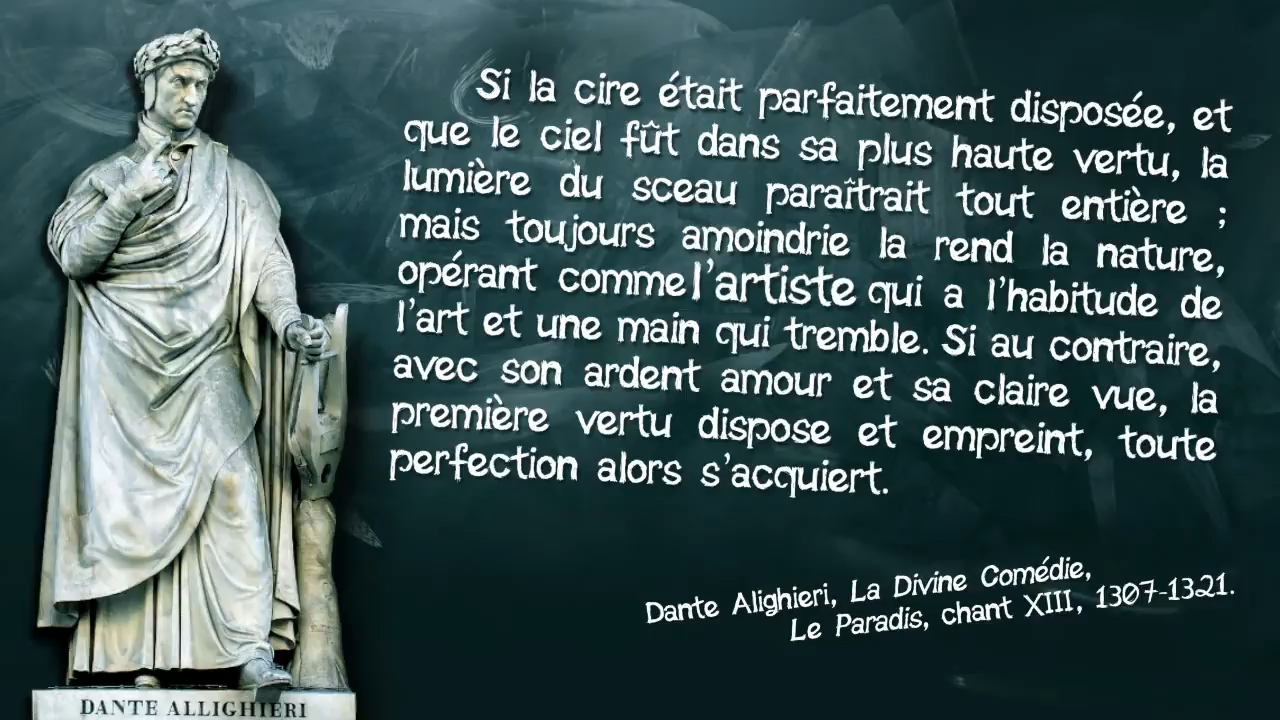 Si la cire était parfaitement disposée, et
que le ciel fût dans sa plus haute vertu, la
lumière du sceau paraîtrait tout entière ;
mais toujours amoindrie la rend la nature,
opérant comme l'artiste qui a l'habitude de
l'art et une main qui tremble. Si au contraire,
avec son ardent amour et sa claire vue, la
première vertu dispose et empreint, toute
perfection alors s'acquiert.
Dante Alighieri, La Divine Comédie,
Le Paradis, chant XIII, 1307-1321.
DANTE ALLIGHIERI